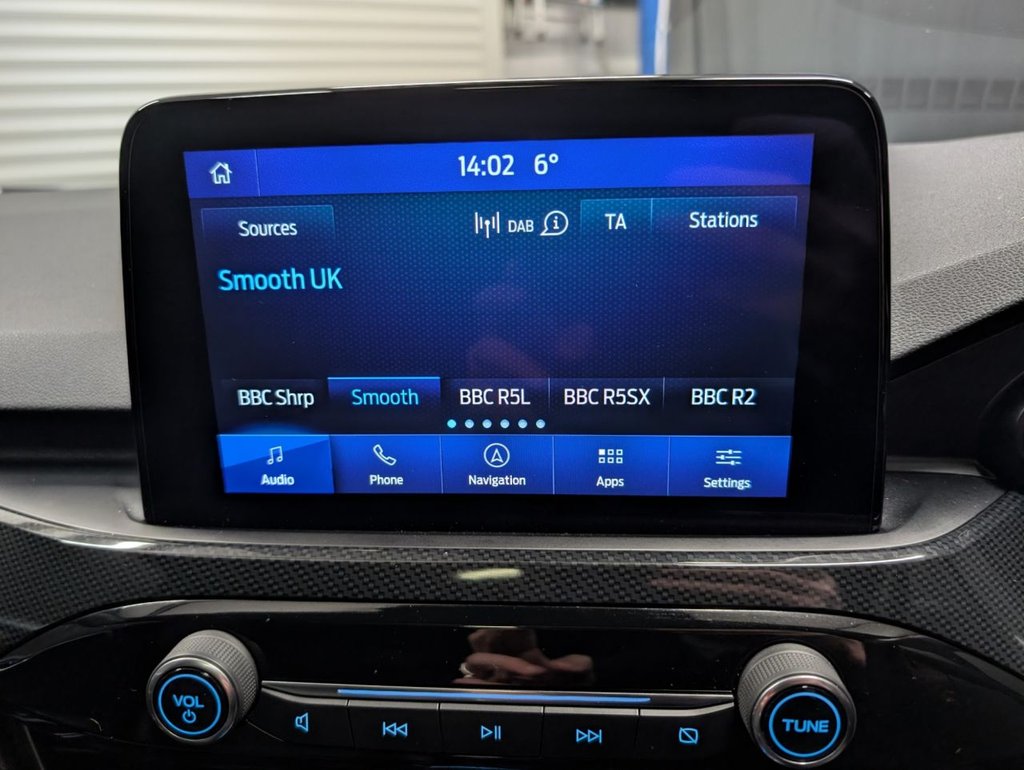 14:02 6°
Sources DAB TA Stations
Smooth UK
BBC Shrp Smooth BBC R5L BBC R5SX BBC R2
Audio Phone Navigation Apps Settings
VOL TUNE